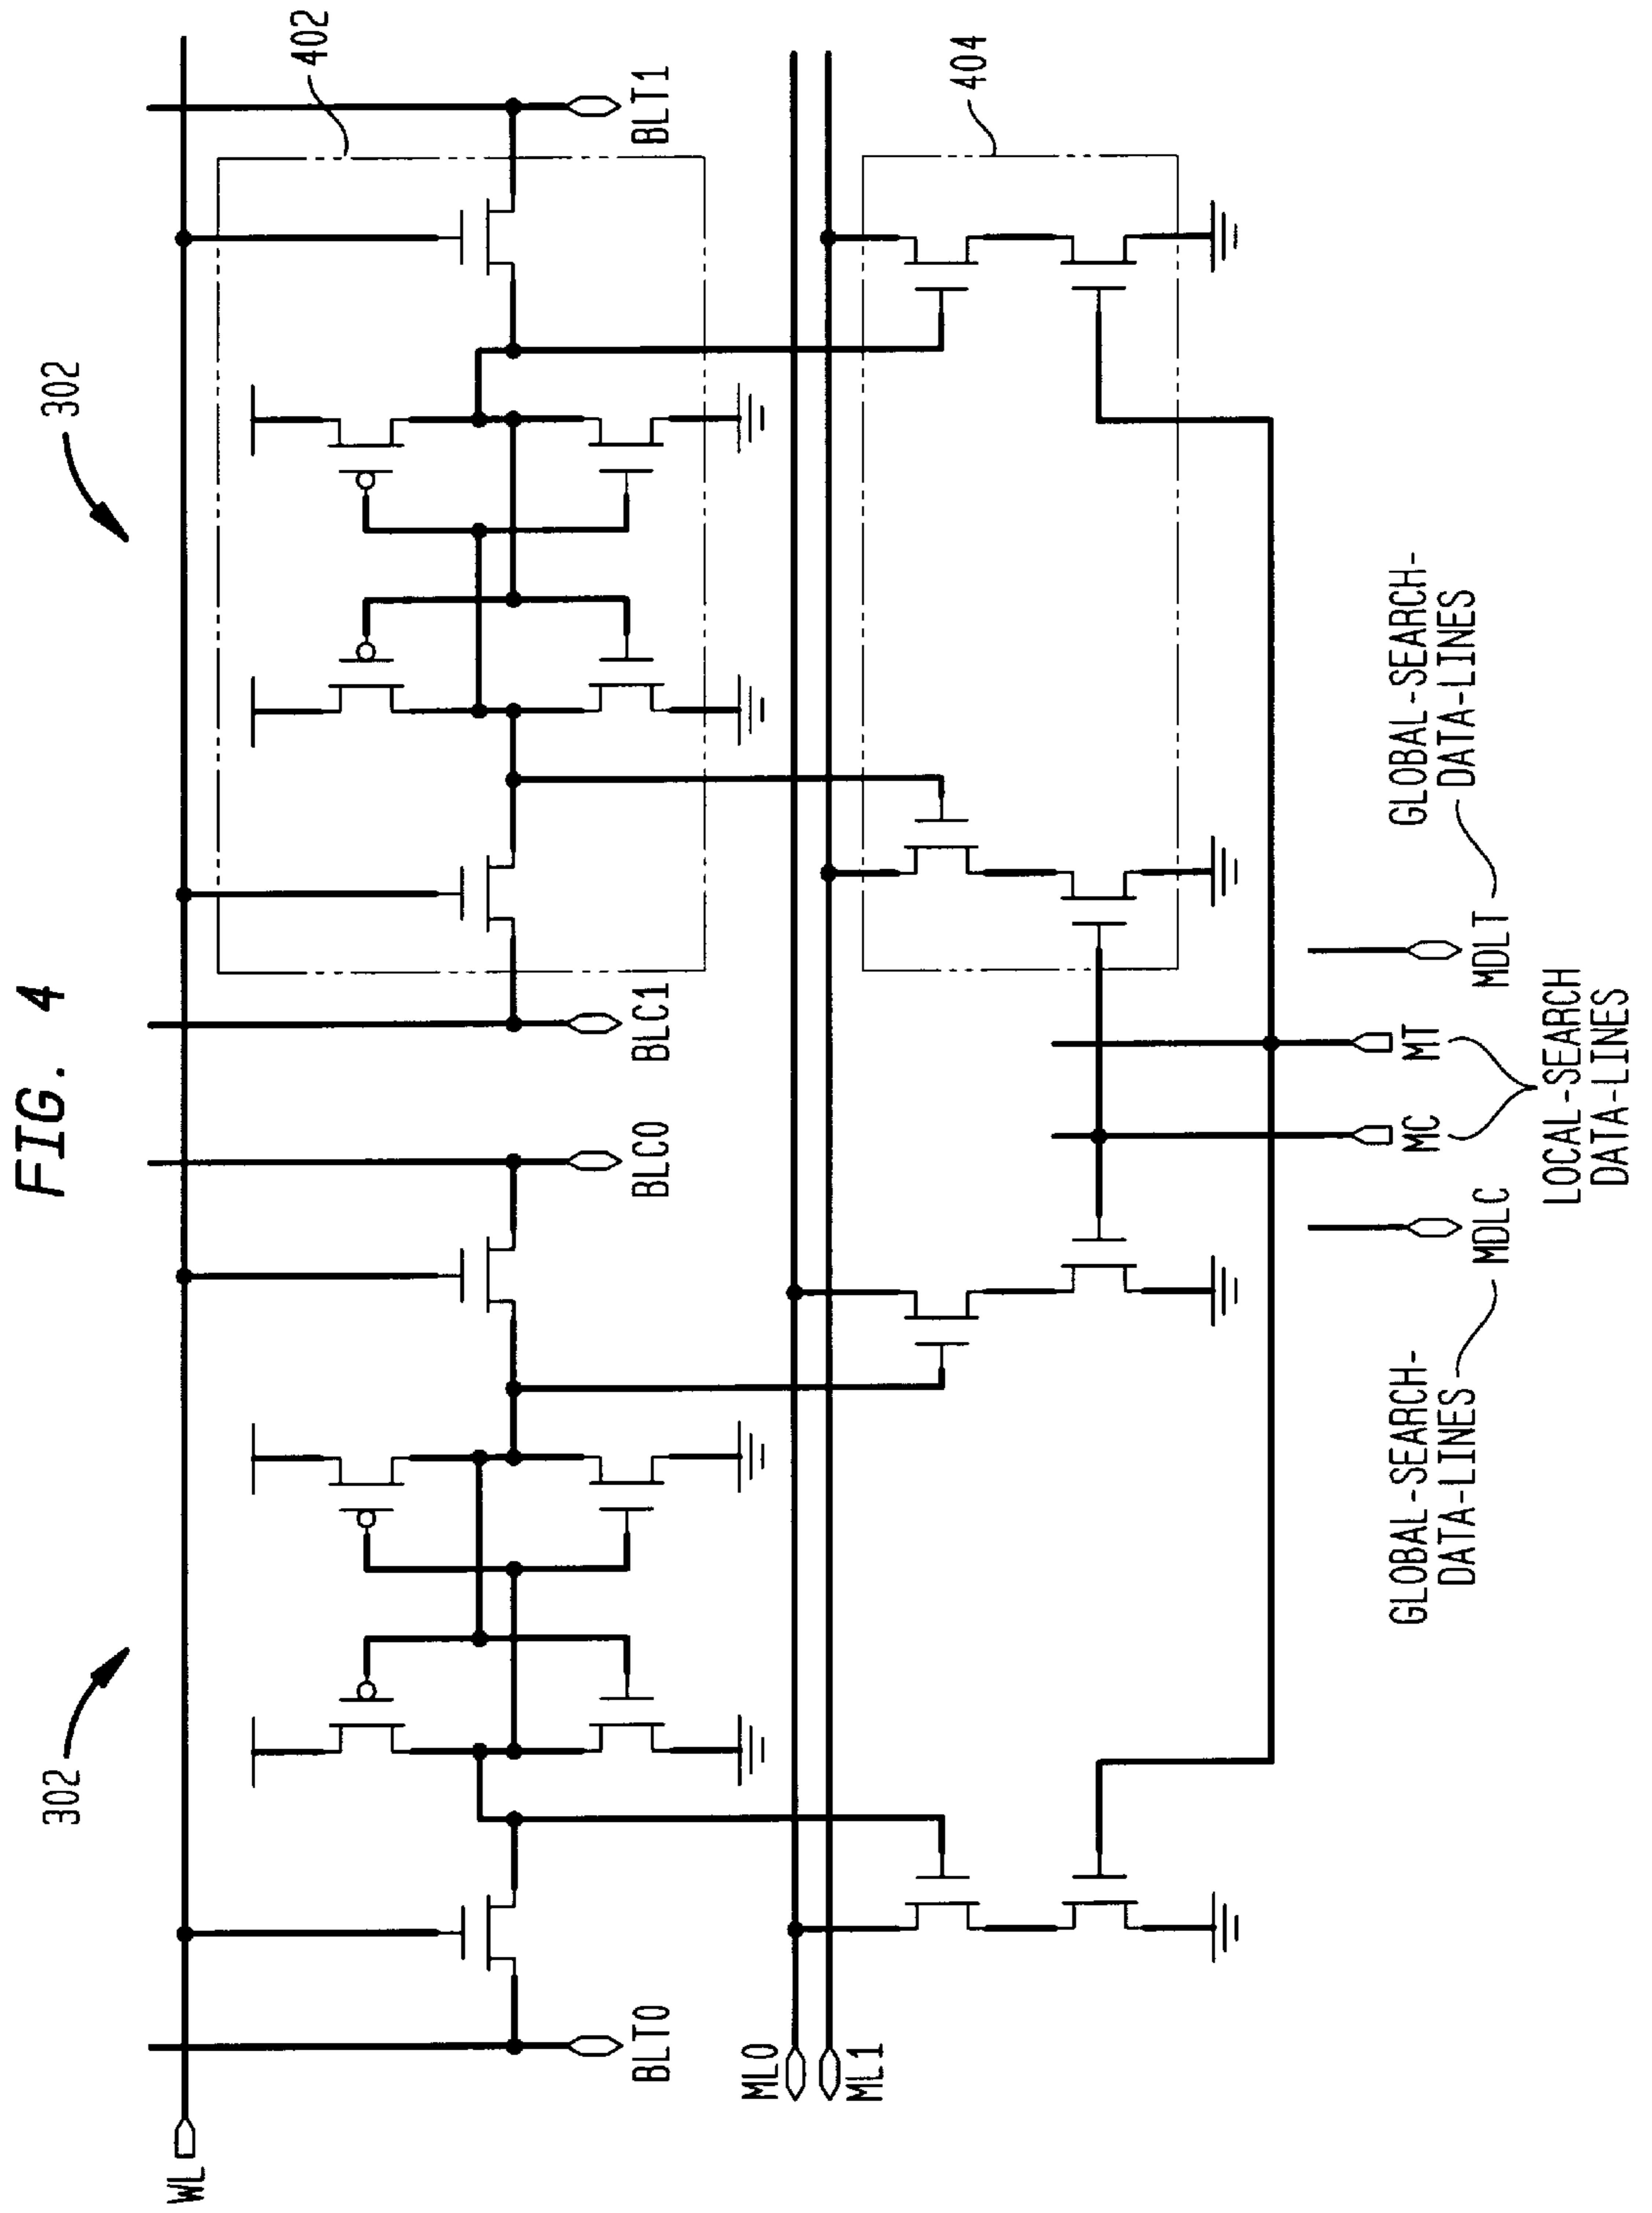 FIG. 4
302
302
402
WL
BLT0
BLC0
BLC1
BLT1
ML0
ML1
404
MDLC
MC
MT
MDLT
GLOBAL-SEARCH-
DATA-LINES
GLOBAL-SEARCH-
DATA-LINES
LOCAL-SEARCH
DATA-LINES